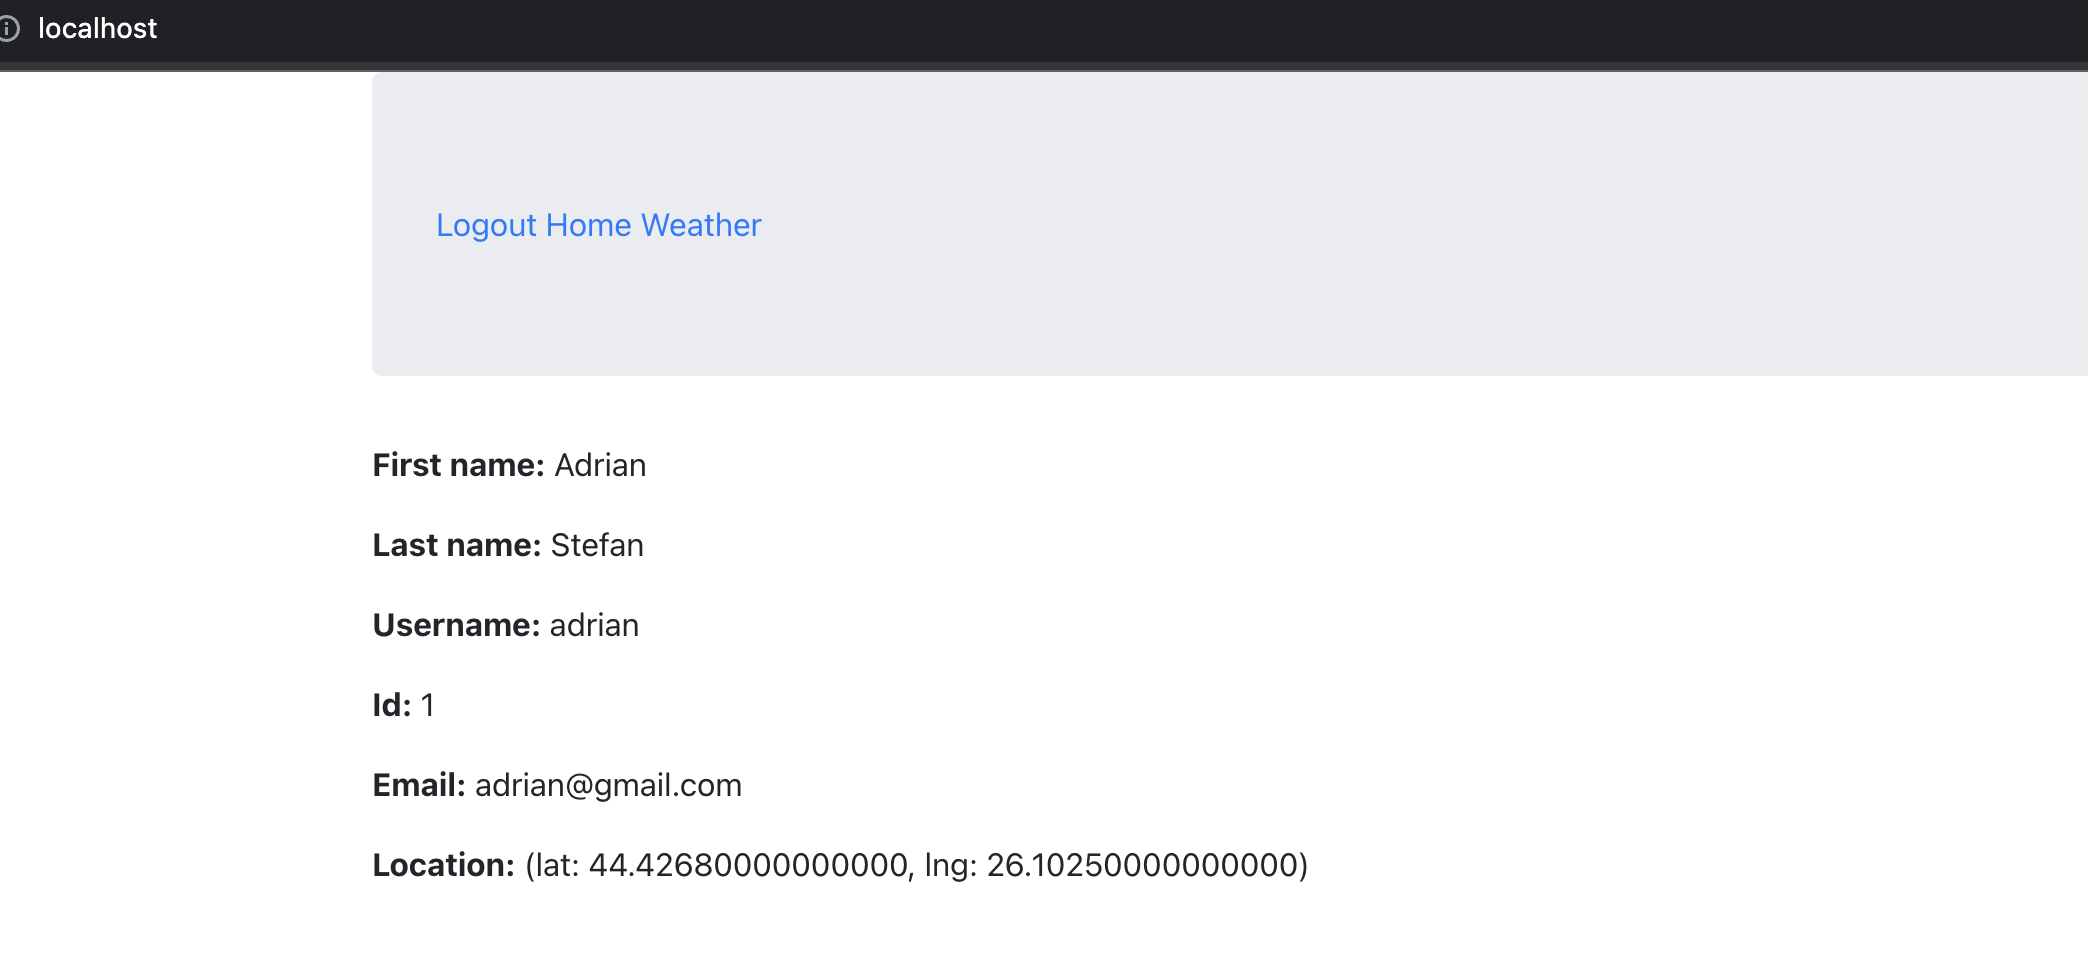 localhost
Logout Home Weather
First name: Adrian
Last name: Stefan
Username: adrian
Id: 1
Email: adrian@gmail.com
Location: (lat: 44.42680000000000, lng: 26.10250000000000)